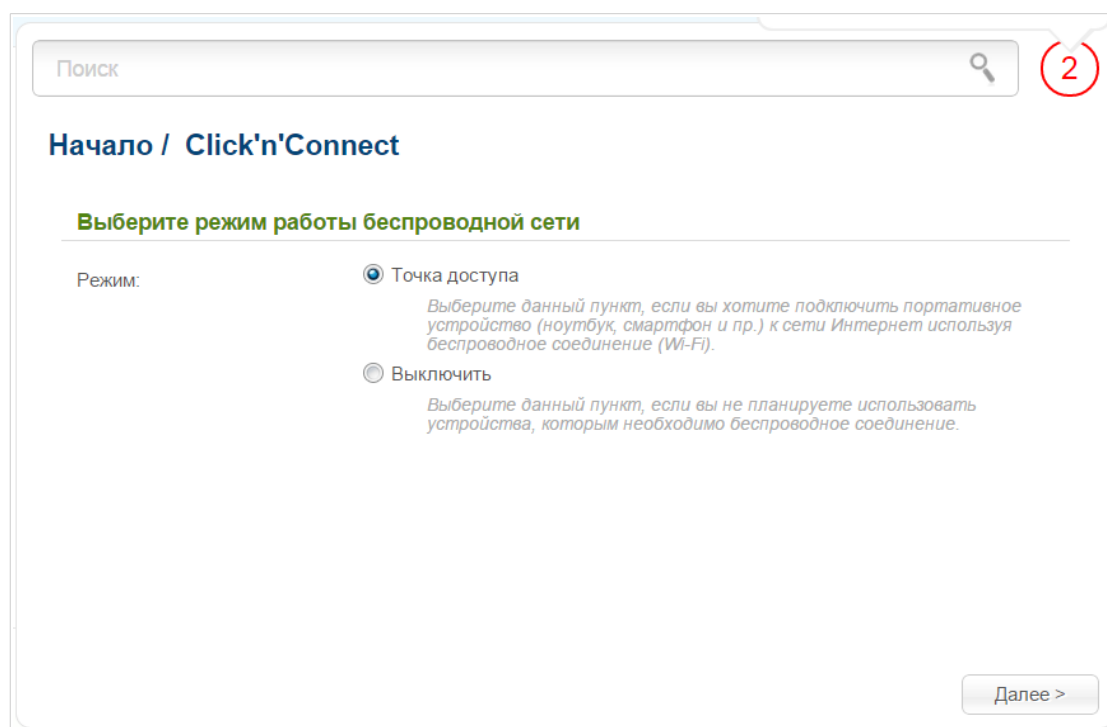 Поиск
2
Начало / Click'n'Connect
Выберите режим работы беспроводной сети
Режим:
Точка доступа
Выберите данный пункт, если вы хотите подключить портативное
устройство (ноутбук, смартфон и пр.) к сети Интернет используя
беспроводное соединение (Wi-Fi).
Выключить
Выберите данный пункт, если вы не планируете использовать
устройства, которым необходимо беспроводное соединение.
Далее >